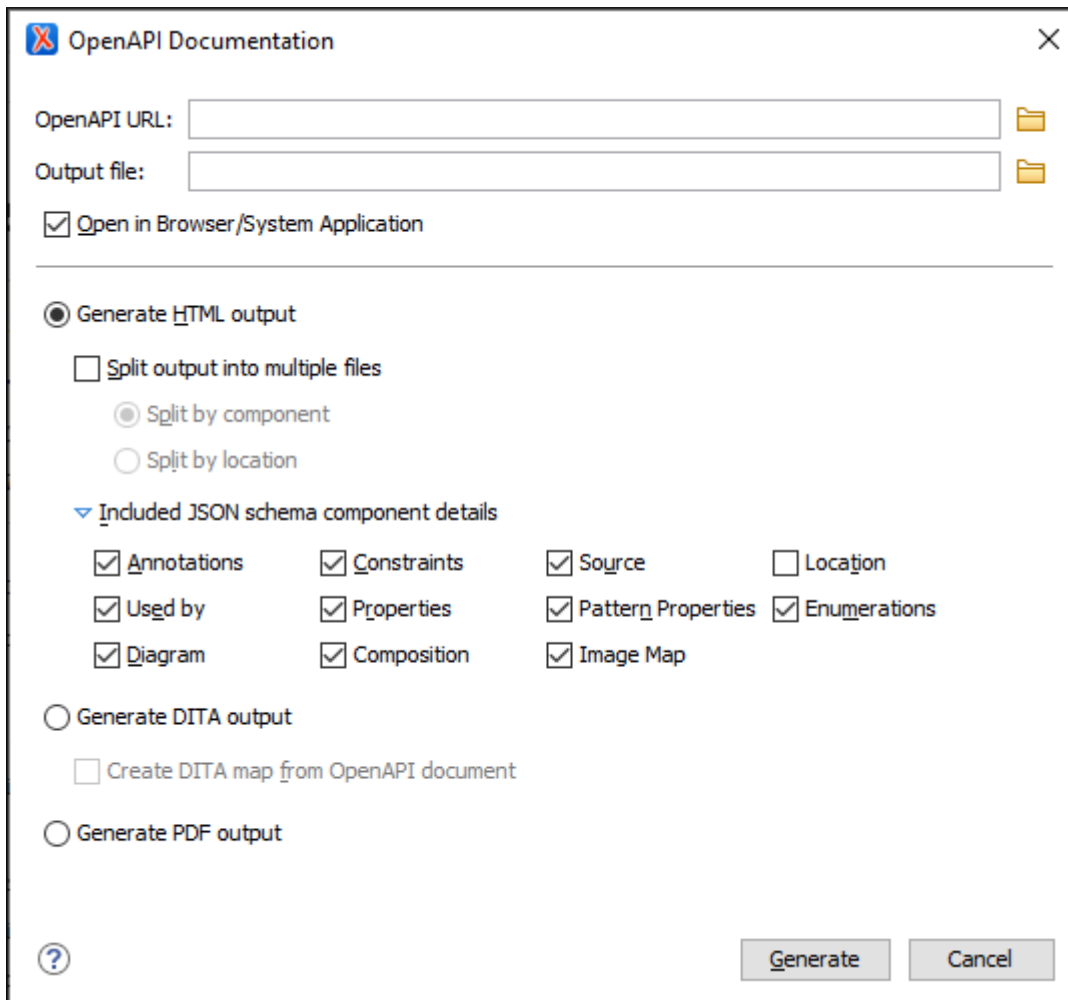 OpenAPI Documentation
OpenAPI URL:
Output file:
Open in Browser/System Application
Generate HTML output
Split output into multiple files
Split by component
Split by location
Included JSON schema component details
Annotations Constraints Source Location
Used by Properties Pattern Properties Enumerations
Diagram Composition Image Map
Generate DITA output
Create DITA map from OpenAPI document
Generate PDF output
? Generate Cancel